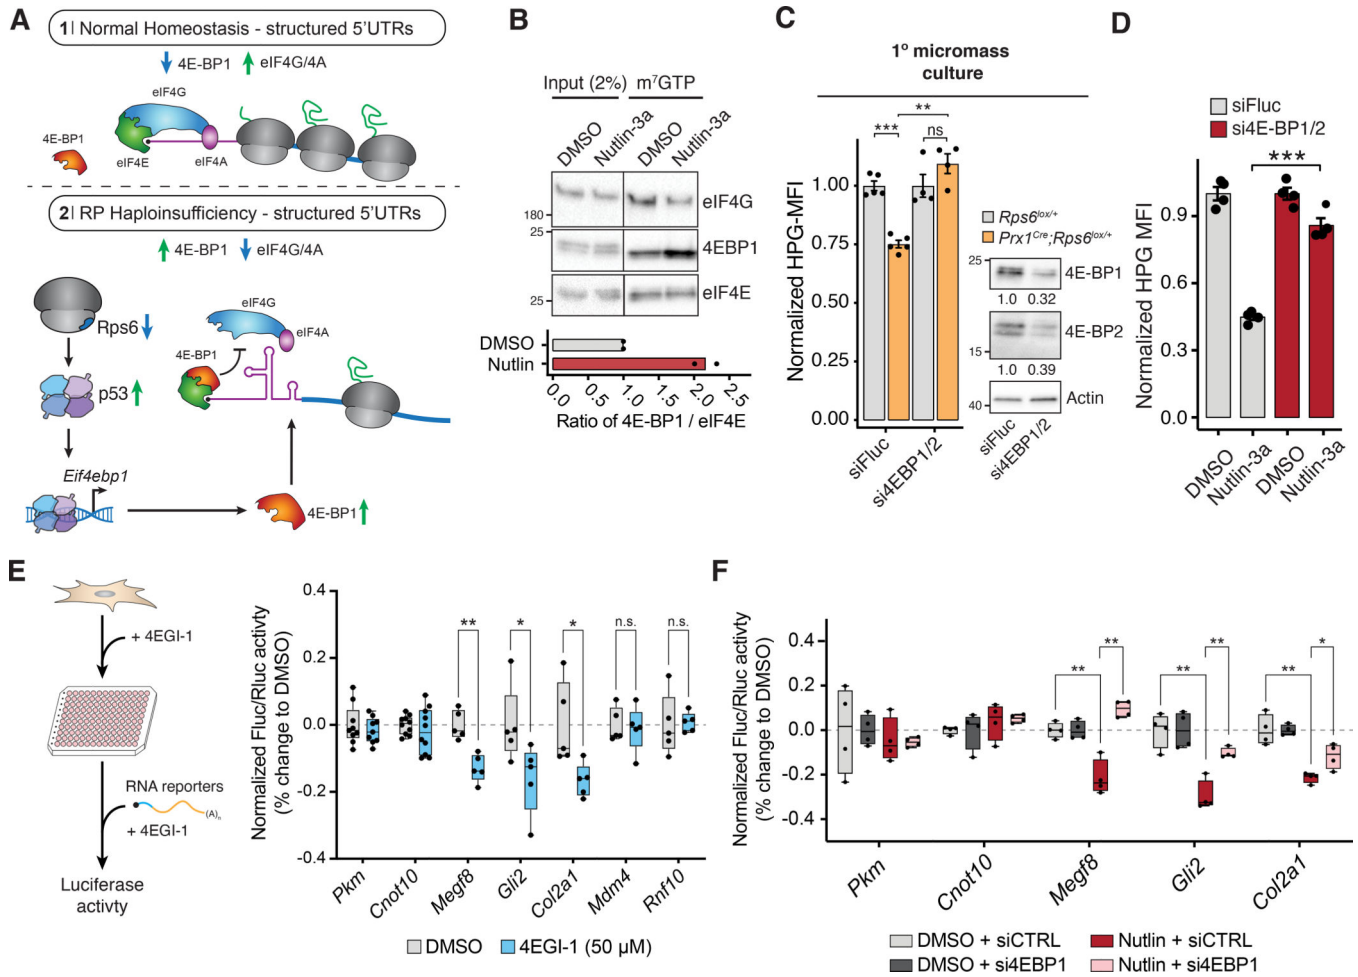 A
1| Normal Homeostasis - structured 5'UTRs
4E-BP1
eIF4G/4A
eIF4G
4E-BP1
eIF4E
eIF4A
2| RP Haploinsufficiency - structured 5'UTRs
4E-BP1
eIF4G/4A
eIF4G
eIF4A
Rps6
4E-BP1
p53
Eif4ebp1
4E-BP1
B
Input (2%)
m⁷GTP
DMSO
Nutlin-3a
DMSO
Nutlin-3a
eIF4G
180
25
4EBP1
eIF4E
25
DMSO
Nutlin
0.0
0.5
1.0
1.5
2.0
2.5
Ratio of 4E-BP1 / eIF4E
C
1º micromass
culture
**
***
ns
Normalized HPG-MFI
1.00
0.75
0.50
0.25
0.00
siFluc
si4EBP1/2
Rps6lox/+
Prx1Cre;Rps6lox/+
25
4E-BP1
1.0
0.32
4E-BP2
15
1.0
0.39
40
Actin
siFluc
si4EBP1/2
D
siFluc
si4E-BP1/2
***
Normalized HPG MFI
0.9
0.6
0.3
0.0
DMSO
Nutlin-3a
DMSO
Nutlin-3a
E
+ 4EGI-1
RNA reporters
(A)n
+ 4EGI-1
Luciferase
activty
Normalized Fluc/Rluc activty
(% change to DMSO)
0.4
0.2
0.0
-0.2
-0.4
**
*
*
n.s.
n.s.
Pkm
Cnot10
Megf8
Gli2
Col2a1
Mdm4
Rnf10
DMSO
4EGI-1 (50 µM)
F
Normalized Fluc/Rluc activity
(% change to DMSO)
0.4
0.2
0.0
-0.2
-0.4
**
**
**
**
**
*
Pkm
Cnot10
Megf8
Gli2
Col2a1
DMSO + siCTRL
Nutlin + siCTRL
DMSO + si4EBP1
Nutlin + si4EBP1